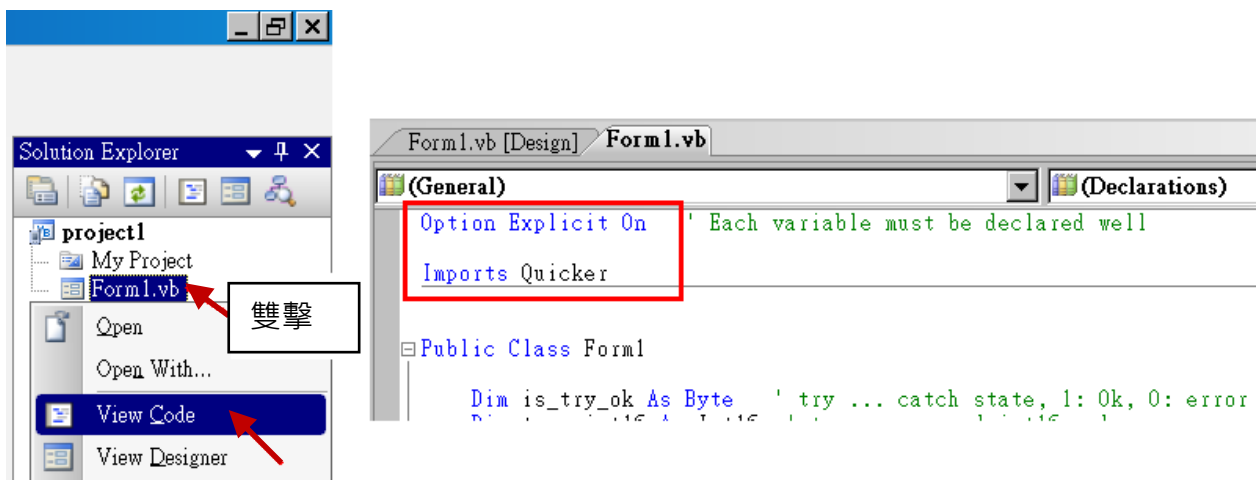 Solution Explorer
project1
My Project
Form1.vb
雙擊
Open
Open With...
View Code
View Designer
Form1.vb [Design]
Form1.vb
(General)
(Declarations)
Option Explicit On ' Each variable must be declared well
Imports Quicker
Public Class Form1
Dim is_try_ok As Byte ' try ... catch state, 1: Ok, 0: error